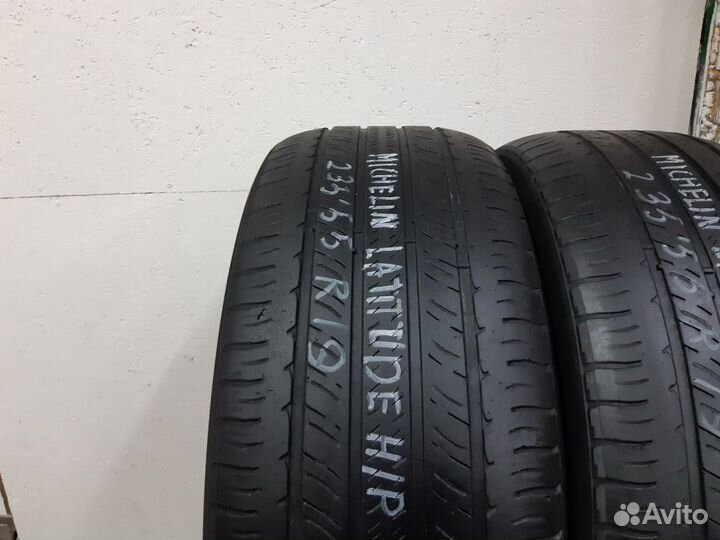 MICHELIN LATITUDE H/P
235'55 R19
MICHELIN
235'55 R19
Avito